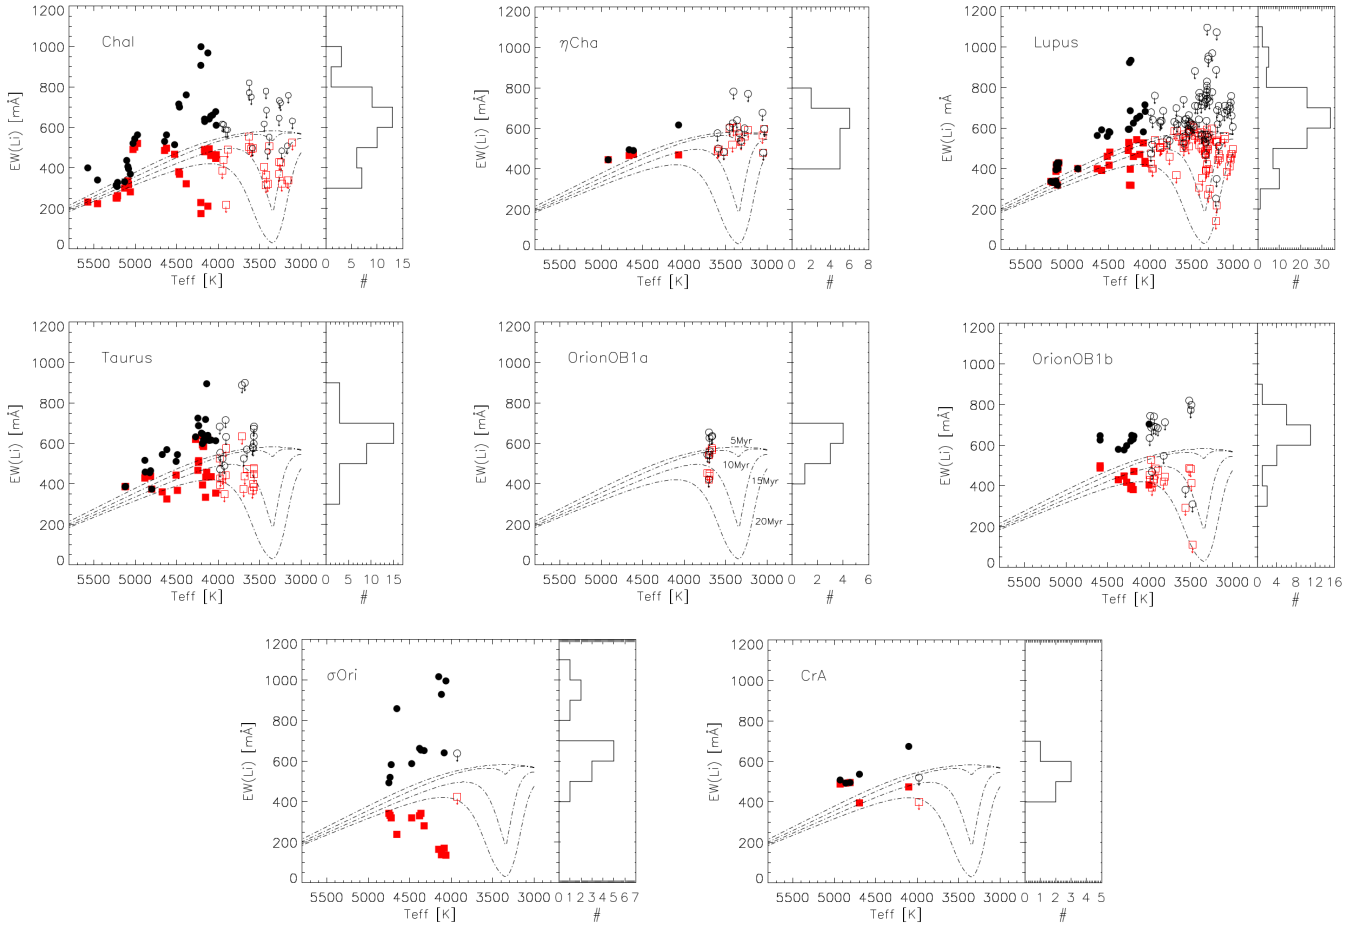 ChaI
EW(Li) [mÅ]
1200
1000
800
600
400
200
0
5500 5000 4500 4000 3500 3000
Teff [K]
0 5 10 15
#
ηCha
EW(Li) [mÅ]
1200
1000
800
600
400
200
0
5500 5000 4500 4000 3500 3000
Teff [K]
0 2 4 6 8
#
Lupus
EW(Li) mÅ
1200
1000
800
600
400
200
0
5500 5000 4500 4000 3500 3000
Teff [K]
0 10 20 30
#
Taurus
EW(Li) [mÅ]
1200
1000
800
600
400
200
0
5500 5000 4500 4000 3500 3000
Teff [K]
0 5 10 15
#
OrionOB1a
EW(Li) [mÅ]
1200
1000
800
600
400
200
0
5Myr
10Myr
15Myr
20Myr
5500 5000 4500 4000 3500 3000
Teff [K]
0 1 2 3 4 5 6
#
OrionOB1b
EW(Li) [mÅ]
1200
1000
800
600
400
200
0
5500 5000 4500 4000 3500 3000
Teff [K]
0 4 8 12 16
#
σOri
EW(Li) [mÅ]
1200
1000
800
600
400
200
0
5500 5000 4500 4000 3500 3000
Teff [K]
0 1 2 3 4 5 6 7
#
CrA
EW(Li) [mÅ]
1200
1000
800
600
400
200
0
5500 5000 4500 4000 3500 3000
Teff [K]
0 1 2 3 4 5
#